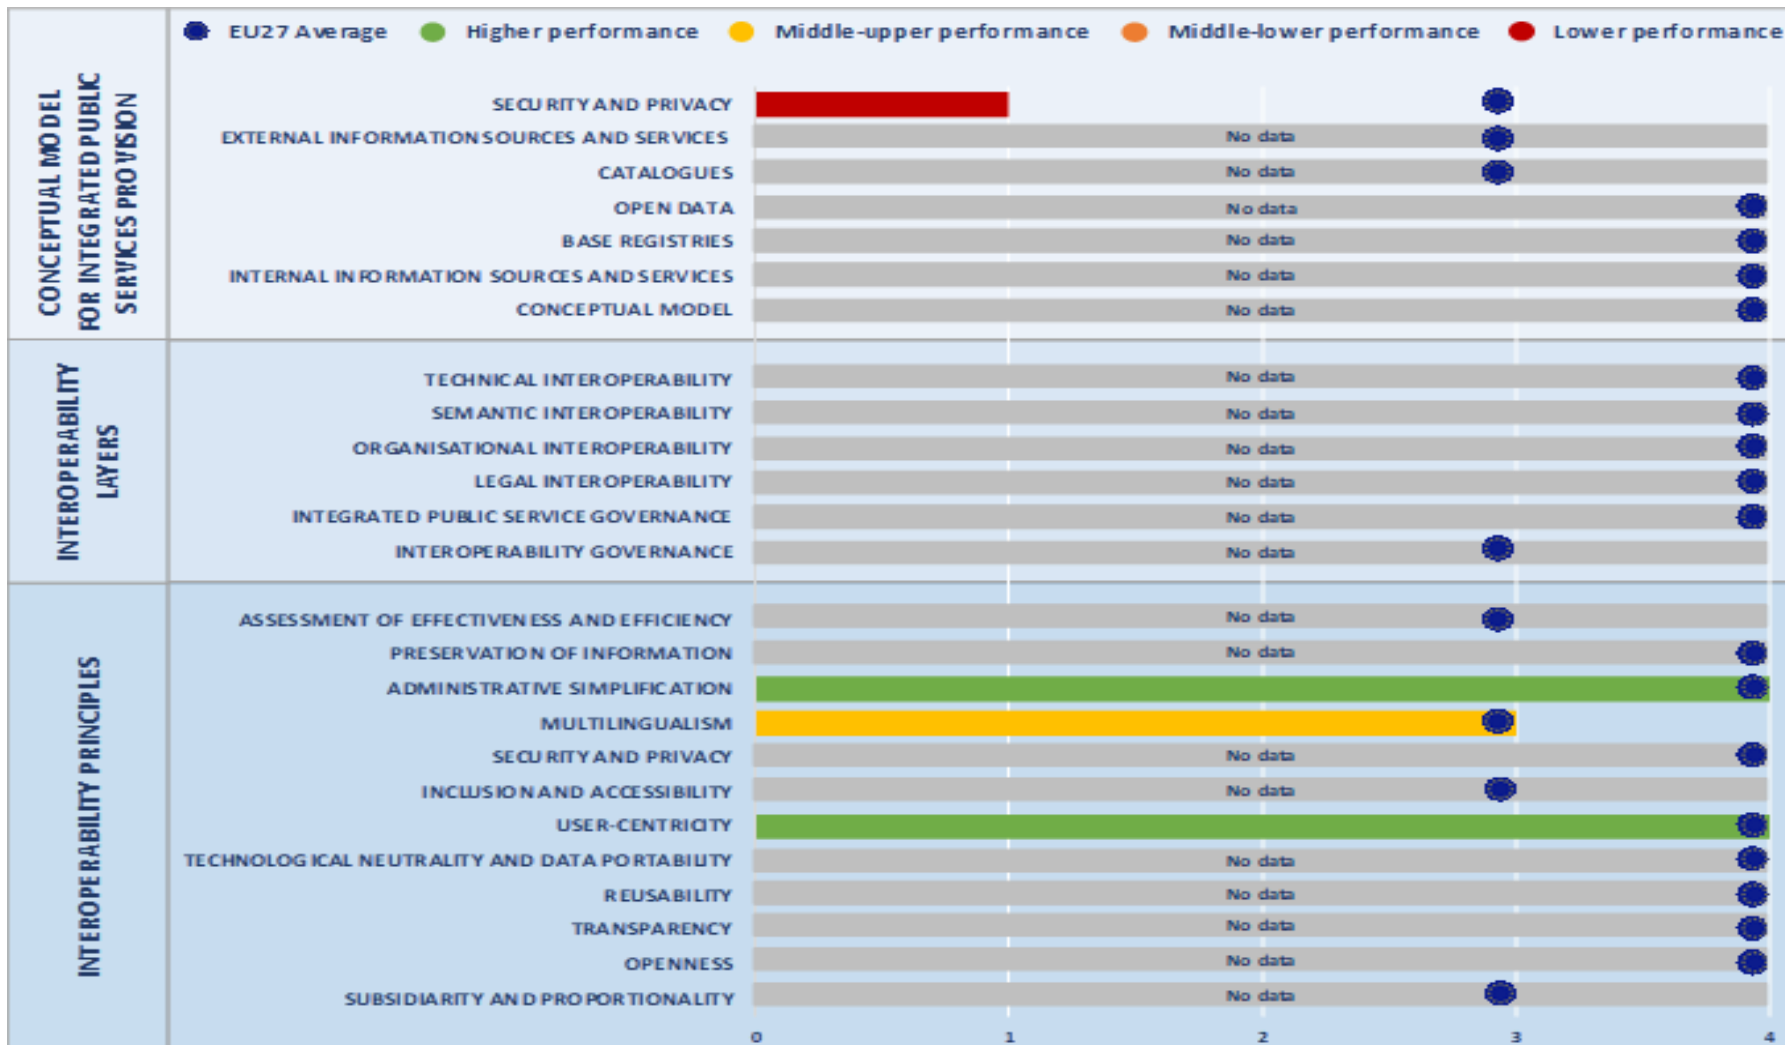 EU27 Average Higher performance Middle-upper performance Middle-lower performance Lower performance
CONCEPTUAL MODEL
FOR INTEGRATED PUBLIC
SERVICES PROVISION
SECURITY AND PRIVACY
EXTERNAL INFORMATION SOURCES AND SERVICES No data
CATALOGUES No data
OPEN DATA No data
BASE REGISTRIES No data
INTERNAL INFORMATION SOURCES AND SERVICES No data
CONCEPTUAL MODEL No data
INTEROPERABILITY
LAYERS
TECHNICAL INTEROPERABILITY No data
SEMANTIC INTEROPERABILITY No data
ORGANISATIONAL INTEROPERABILITY No data
LEGAL INTEROPERABILITY No data
INTEGRATED PUBLIC SERVICE GOVERNANCE No data
INTEROPERABILITY GOVERNANCE No data
INTEROPERABILITY PRINCIPLES
ASSESSMENT OF EFFECTIVENESS AND EFFICIENCY No data
PRESERVATION OF INFORMATION No data
ADMINISTRATIVE SIMPLIFICATION
MULTILINGUALISM
SECURITY AND PRIVACY No data
INCLUSION AND ACCESSIBILITY No data
USER-CENTRICITY
TECHNOLOGICAL NEUTRALITY AND DATA PORTABILITY No data
REUSABILITY No data
TRANSPARENCY No data
OPENNESS No data
SUBSIDIARITY AND PROPORTIONALITY No data
0 1 2 3 4